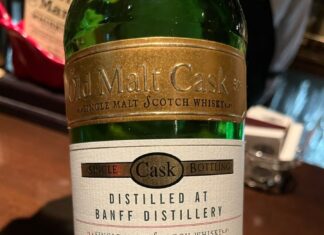 Old Malt Cask
SINGLE MALT SCOTCH WHISKY
SINGLE Cask BOTTLING
DISTILLED AT
BANFF DISTILLERY